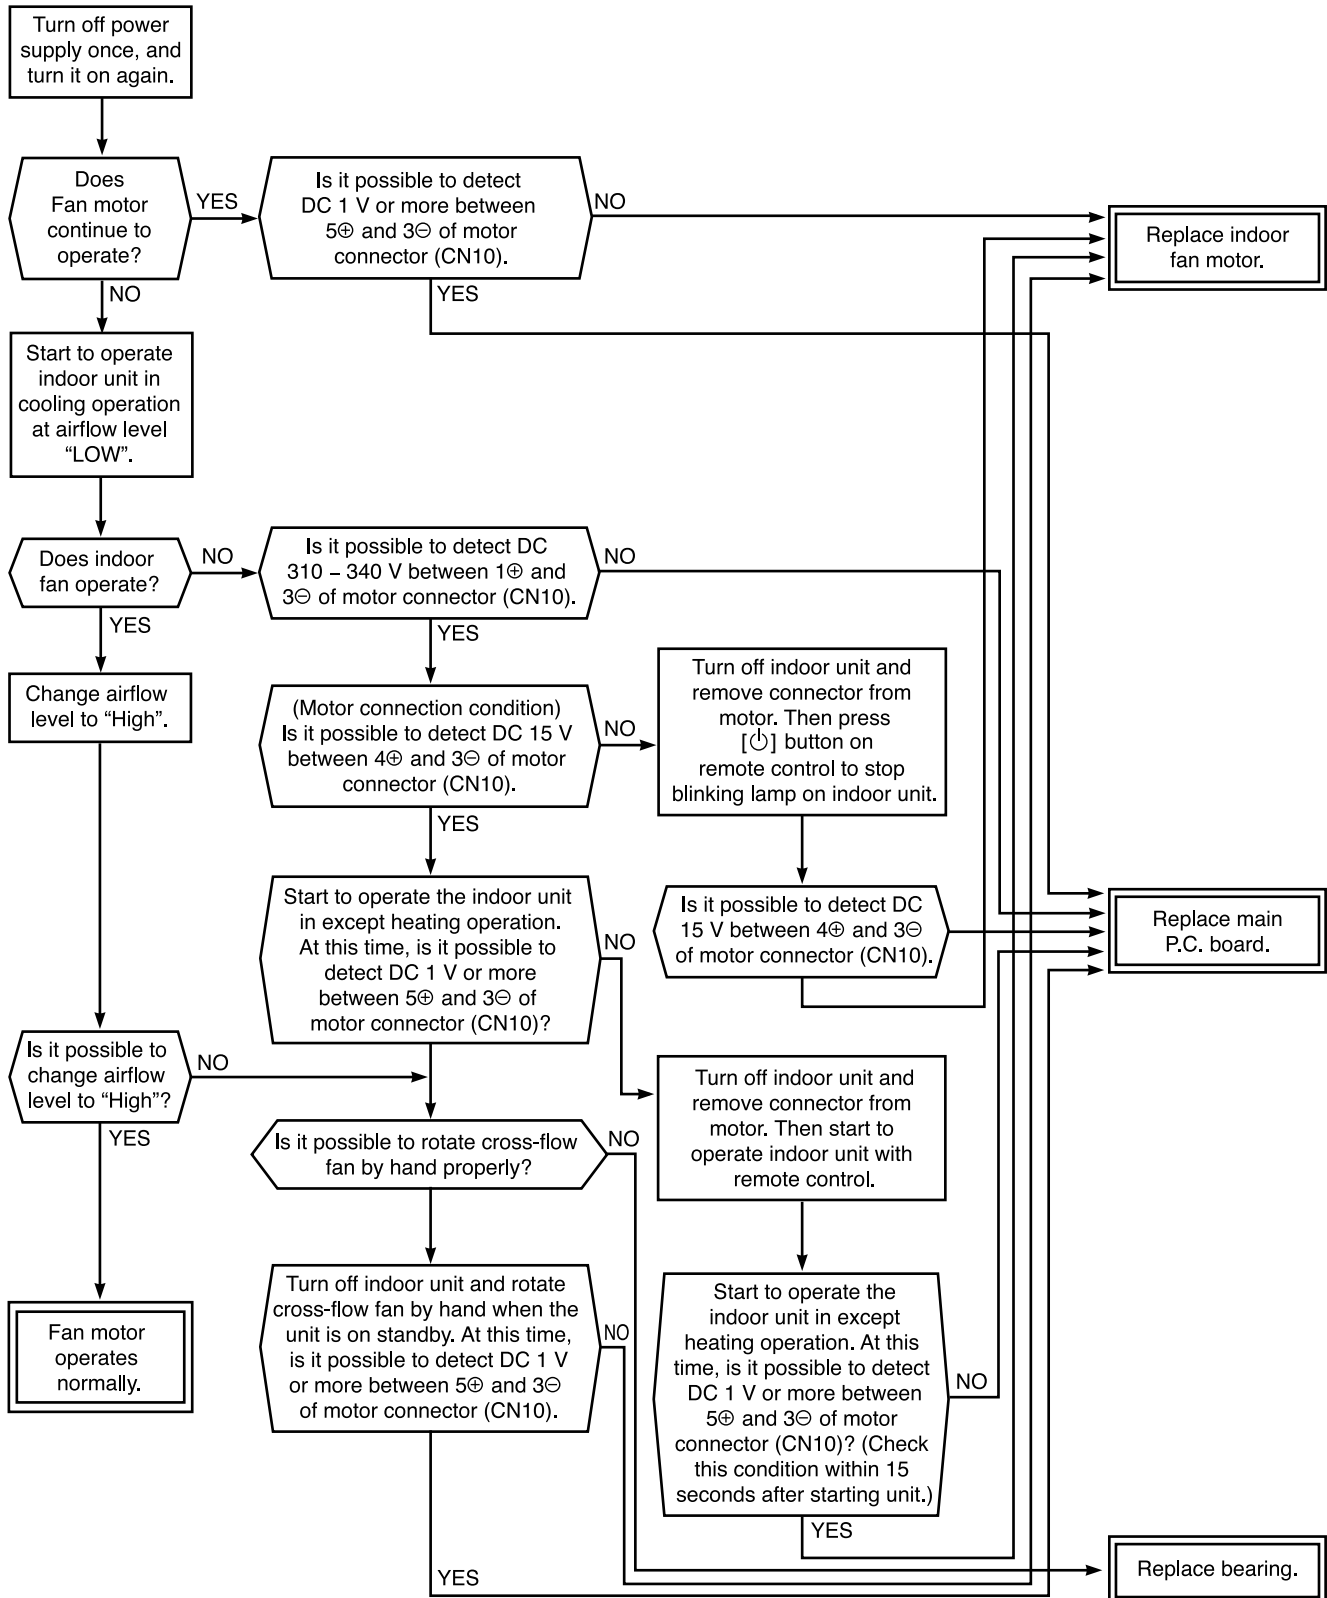 Turn off power
supply once, and
turn it on again.
Does
Fan motor
continue to
operate?
YES
Is it possible to detect
DC 1 V or more between
5⊕ and 3⊖ of motor
connector (CN10).
NO
Replace indoor
fan motor.
NO
YES
Start to operate
indoor unit in
cooling operation
at airflow level
“LOW”.
Does indoor
fan operate?
NO
Is it possible to detect DC
310 – 340 V between 1⊕ and
3⊖ of motor connector (CN10).
NO
YES
YES
Change airflow
level to “High”.
(Motor connection condition)
Is it possible to detect DC 15 V
between 4⊕ and 3⊖ of motor
connector (CN10).
NO
Turn off indoor unit and
remove connector from
motor. Then press
[⏻] button on
remote control to stop
blinking lamp on indoor unit.
YES
Start to operate the indoor unit
in except heating operation.
At this time, is it possible to
detect DC 1 V or more
between 5⊕ and 3⊖ of
motor connector (CN10)?
NO
Is it possible to detect DC
15 V between 4⊕ and 3⊖
of motor connector (CN10).
Replace main
P.C. board.
Is it possible to
change airflow
level to “High”?
NO
YES
Is it possible to rotate cross-flow
fan by hand properly?
NO
Turn off indoor unit and
remove connector from
motor. Then start to
operate indoor unit with
remote control.
Fan motor
operates
normally.
Turn off indoor unit and rotate
cross-flow fan by hand when the
unit is on standby. At this time,
is it possible to detect DC 1 V
or more between 5⊕ and 3⊖
of motor connector (CN10).
NO
Start to operate the
indoor unit in except
heating operation. At this
time, is it possible to detect
DC 1 V or more between
5⊕ and 3⊖ of motor
connector (CN10)? (Check
this condition within 15
seconds after starting unit.)
NO
YES
YES
Replace bearing.